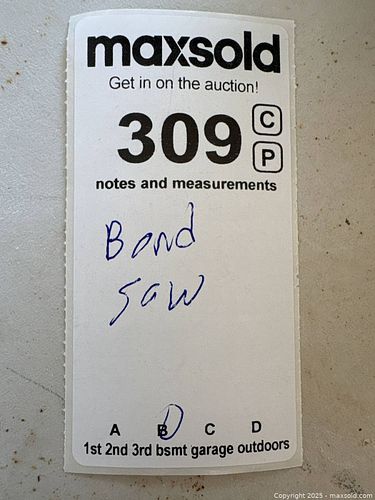 maxsold
Get in on the auction!
309
C
P
notes and measurements
Band
saw
A B C D
1st 2nd 3rd bsmt garage outdoors
Copyright 2025 - maxsold.com